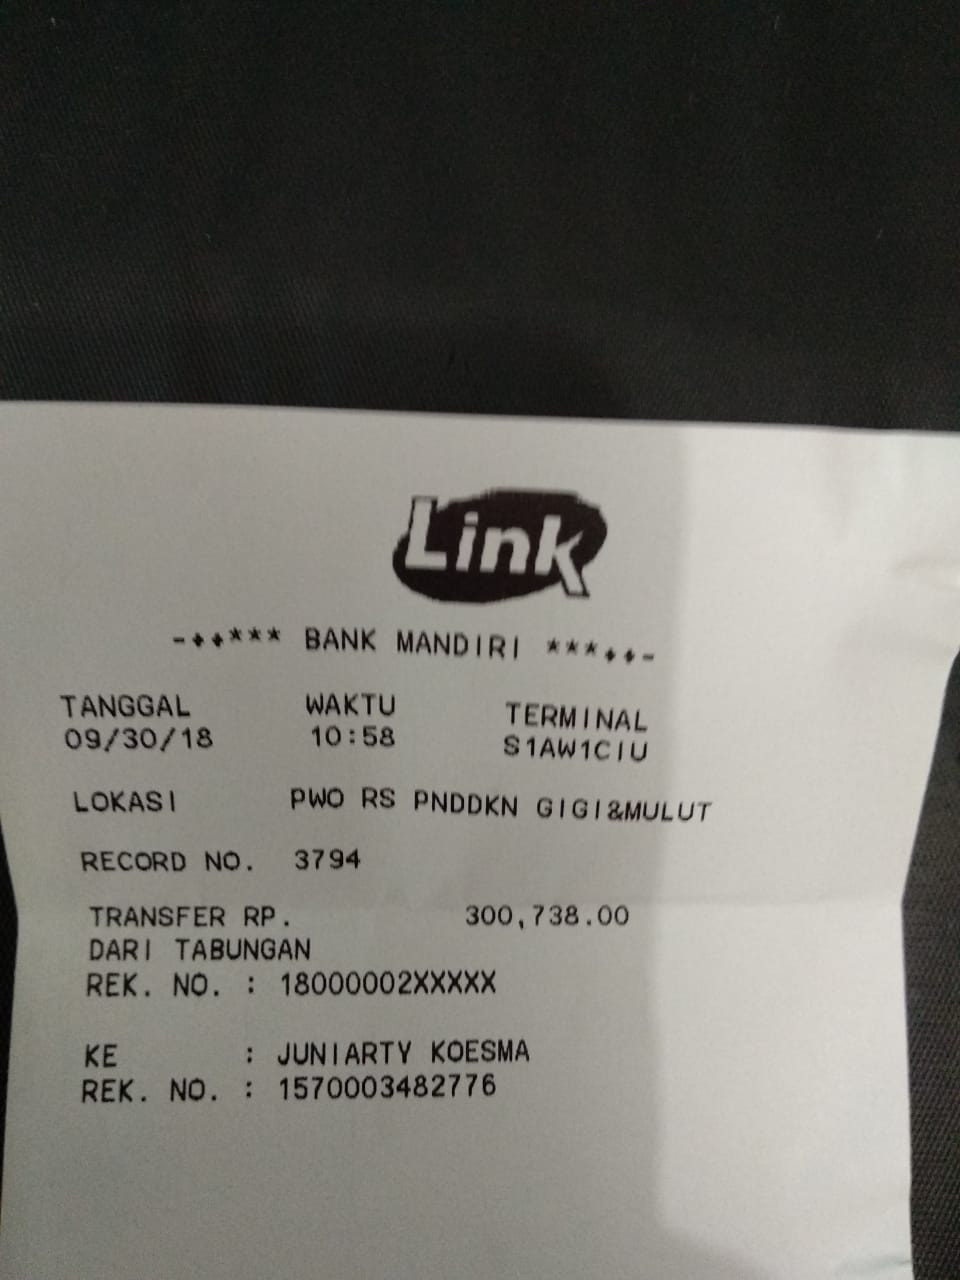 Link
-♦♦*** BANK MANDIRI ***♦♦-
TANGGAL WAKTU TERMINAL
09/30/18 10:58 S1AW1CIU
LOKASI PWO RS PNDDKN GIGI&MULUT
RECORD NO. 3794
TRANSFER RP. 300,738.00
DARI TABUNGAN
REK. NO. : 18000002XXXXX
KE : JUNIARTY KOESMA
REK. NO. : 1570003482776